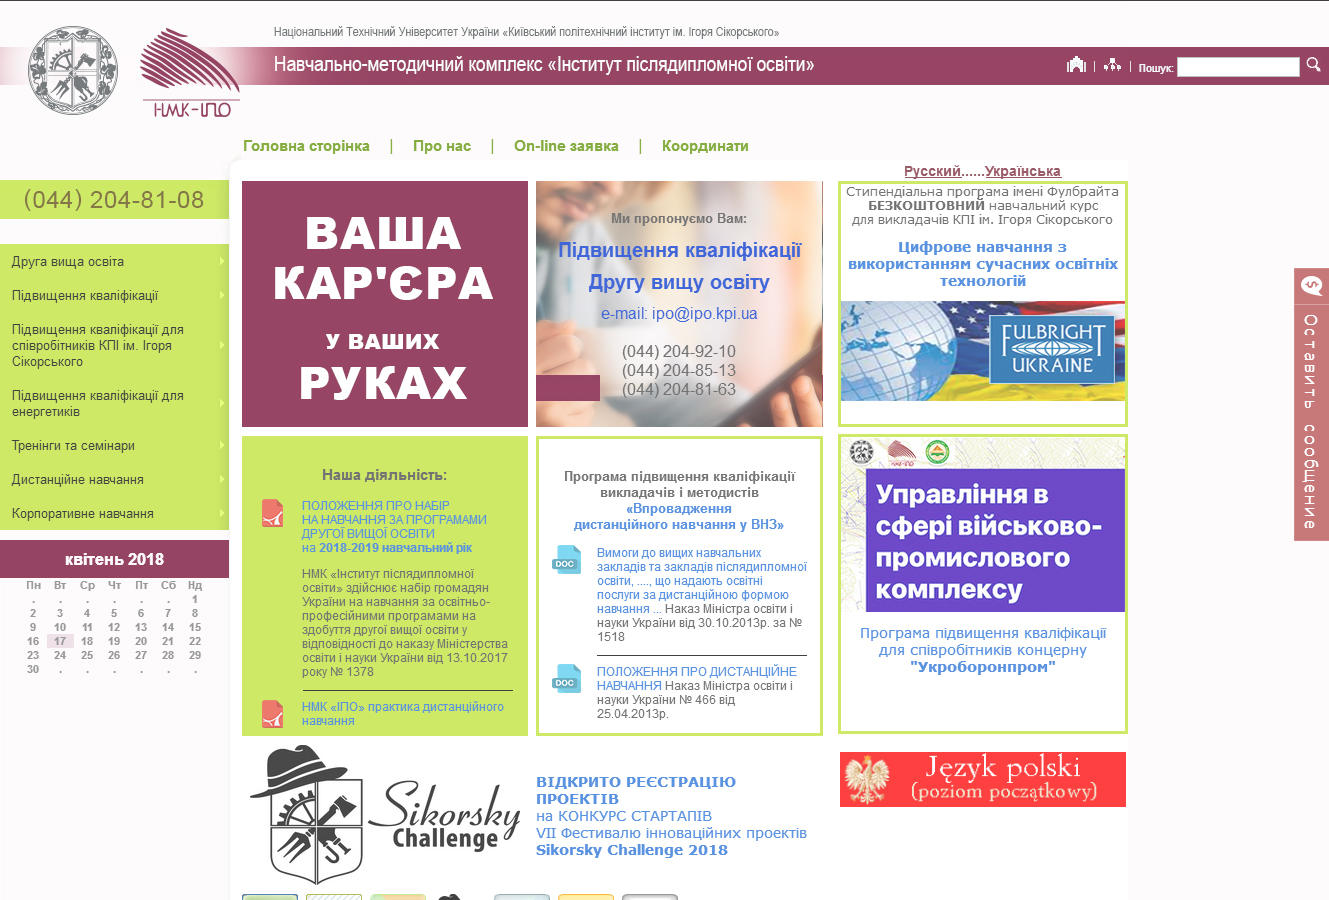 Національний Технічний Університет України «Київський політехнічний інститут ім. Ігоря Сікорського»
Навчально-методичний комплекс «Інститут післядипломної освіти»
Пошук:
НМК-ІПО
Головна сторінка | Про нас | On-line заявка | Координати
Русский......Українська
(044) 204-81-08
Друга вища освіта
Підвищення кваліфікації
Підвищення кваліфікації для
співробітників КПІ ім. Ігоря
Сікорського
Підвищення кваліфікації для
енергетиків
Тренінги та семінари
Дистанційне навчання
Корпоративне навчання
квітень 2018
Пн Вт Ср Чт Пт Сб Нд
. . . . . . 1
2 3 4 5 6 7 8
9 10 11 12 13 14 15
16 17 18 19 20 21 22
23 24 25 26 27 28 29
30 . . . . . .
ВАША
КАР'ЄРА
У ВАШИХ
РУКАХ
Ми пропонуємо Вам:
Підвищення кваліфікації
Другу вищу освіту
e-mail: ipo@ipo.kpi.ua
(044) 204-92-10
(044) 204-85-13
(044) 204-81-63
Стипендіальна програма імені Фулбрайта
БЕЗКОШТОВНИЙ навчальний курс
для викладачів КПІ ім. Ігоря Сікорського
Цифрове навчання з
використанням сучасних освітніх
технологій
FULBRIGHT
UKRAINE
Оставить сообщение
Наша діяльність:
ПОЛОЖЕННЯ ПРО НАБІР
НА НАВЧАННЯ ЗА ПРОГРАМАМИ
ДРУГОЇ ВИЩОЇ ОСВІТИ
на 2018-2019 навчальний рік
НМК «Інститут післядипломної
освіти» здійснює набір громадян
України на навчання за освітньо-
професійними програмами на
здобуття другої вищої освіти у
відповідності до наказу Міністерства
освіти і науки України від 13.10.2017
року № 1378
НМК «ІПО» практика дистанційного
навчання
Програма підвищення кваліфікації
викладачів і методистів
«Впровадження
дистанційного навчання у ВНЗ»
DOC
Вимоги до вищих навчальних
закладів та закладів післядипломної
освіти, ...., що надають освітні
послуги за дистанційною формою
навчання ... Наказ Міністра освіти і
науки України від 30.10.2013р. за №
1518
DOC
ПОЛОЖЕННЯ ПРО ДИСТАНЦІЙНЕ
НАВЧАННЯ Наказ Міністра освіти і
науки України № 466 від
25.04.2013р.
НМК-ІПО
Управління в
сфері військово-
промислового
комплексу
Програма підвищення кваліфікації
для співробітників концерну
"Укроборонпром"
Sikorsky
Challenge
ВІДКРИТО РЕЄСТРАЦІЮ
ПРОЕКТІВ
на КОНКУРС СТАРТАПІВ
VII Фестивалю інноваційних проектів
Sikorsky Challenge 2018
Język polski
(poziom początkowy)